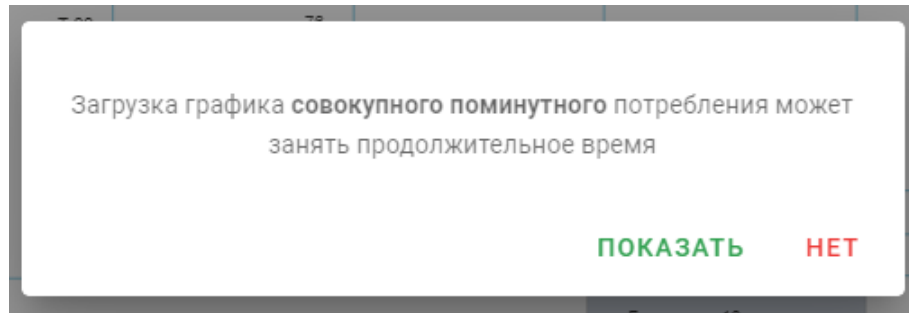 Загрузка графика совокупного поминутного потребления может
занять продолжительное время
ПОКАЗАТЬ НЕТ